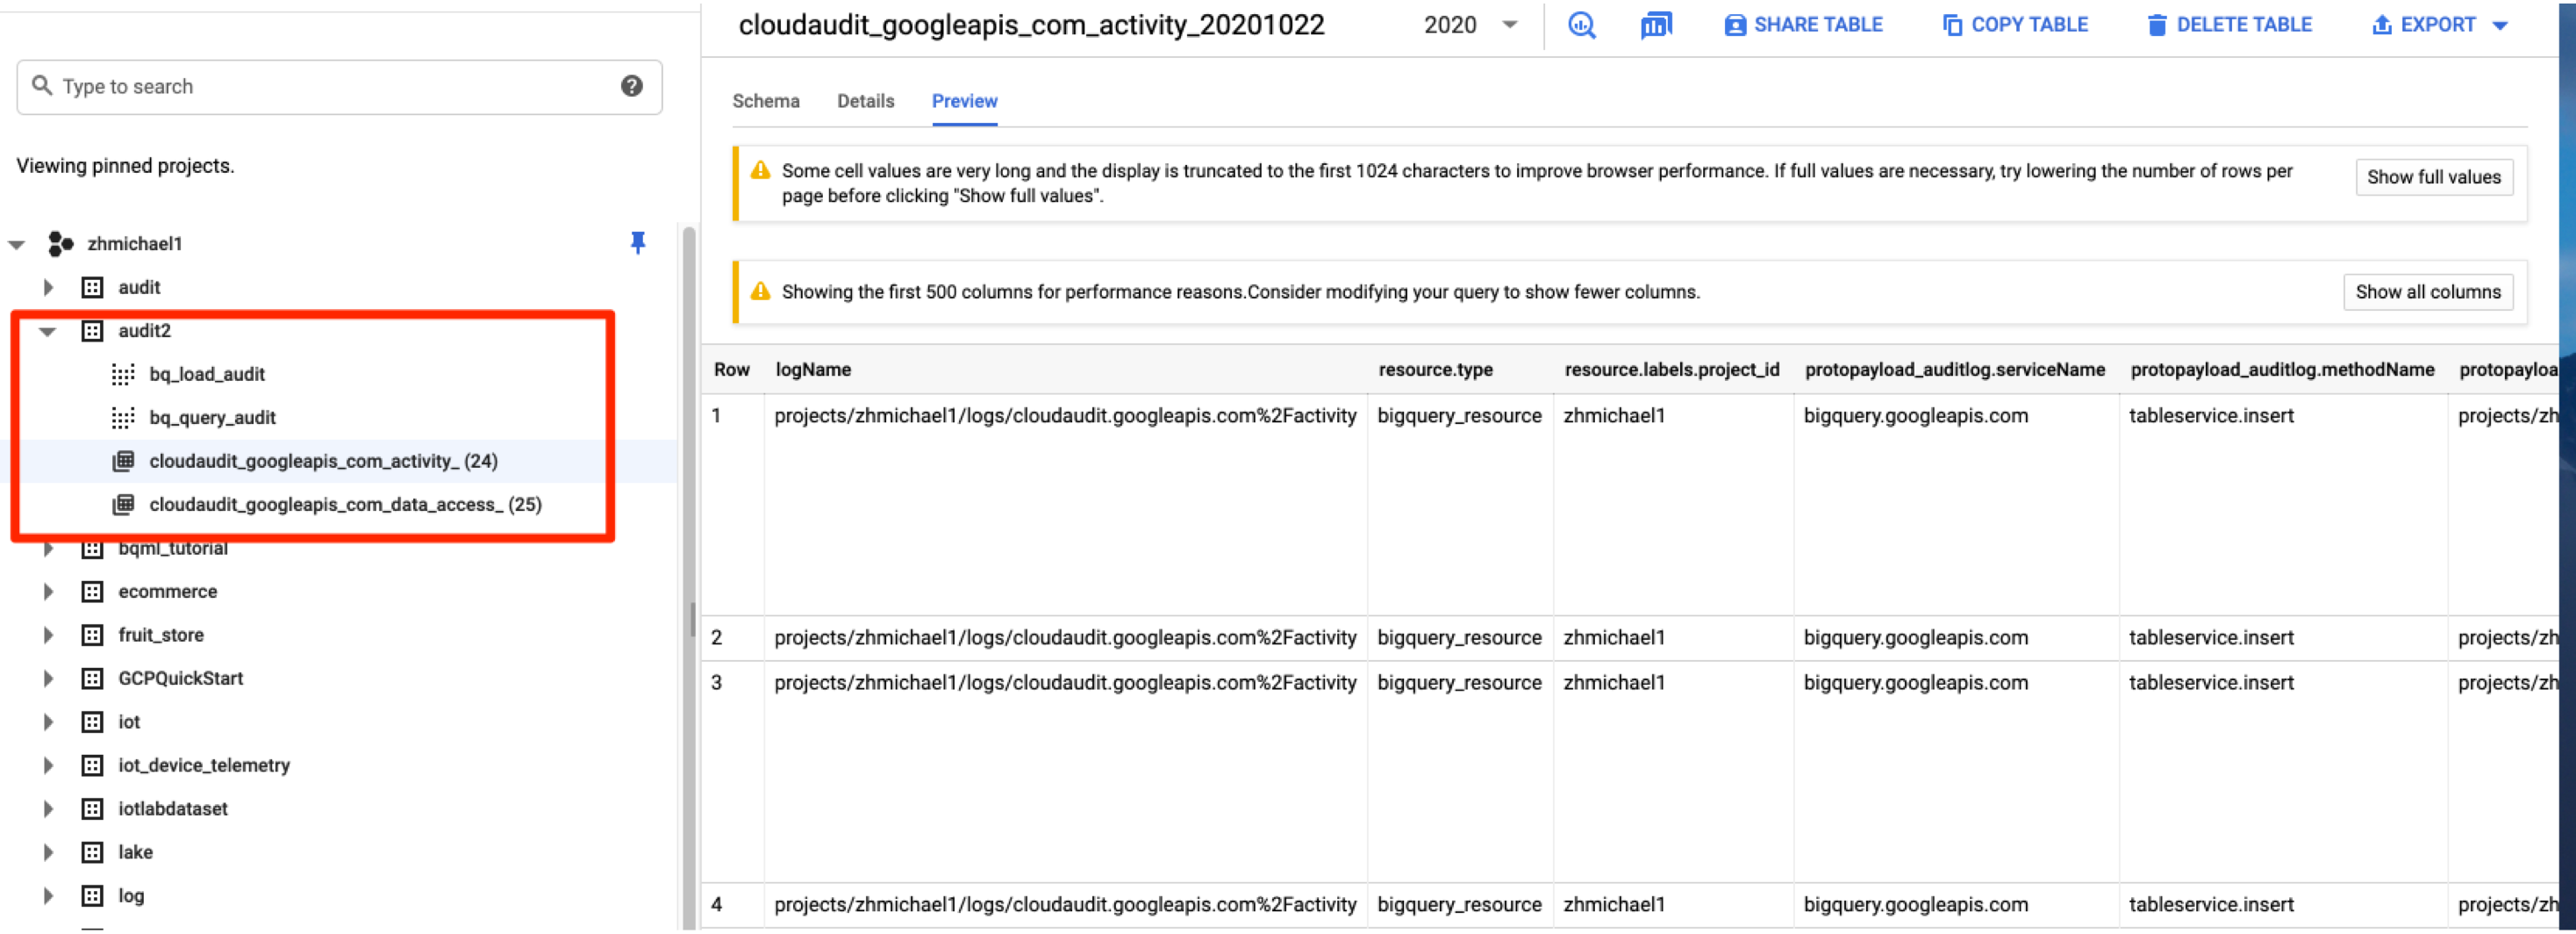 cloudaudit_googleapis_com_activity_20201022 2020 SHARE TABLE COPY TABLE DELETE TABLE EXPORT
Type to search
Viewing pinned projects.
zhmichael1
audit
audit2
bq_load_audit
bq_query_audit
cloudaudit_googleapis_com_activity_ (24)
cloudaudit_googleapis_com_data_access_ (25)
bqml_tutorial
ecommerce
fruit_store
GCPQuickStart
iot
iot_device_telemetry
iotlabdataset
lake
log
Schema Details Preview
Some cell values are very long and the display is truncated to the first 1024 characters to improve browser performance. If full values are necessary, try lowering the number of rows per
page before clicking "Show full values".
Show full values
Showing the first 500 columns for performance reasons.Consider modifying your query to show fewer columns.
Show all columns
Row logName resource.type resource.labels.project_id protopayload_auditlog.serviceName protopayload_auditlog.methodName protopayloa
1 projects/zhmichael1/logs/cloudaudit.googleapis.com%2Factivity bigquery_resource zhmichael1 bigquery.googleapis.com tableservice.insert projects/zh
2 projects/zhmichael1/logs/cloudaudit.googleapis.com%2Factivity bigquery_resource zhmichael1 bigquery.googleapis.com tableservice.insert projects/zh
3 projects/zhmichael1/logs/cloudaudit.googleapis.com%2Factivity bigquery_resource zhmichael1 bigquery.googleapis.com tableservice.insert projects/zh
4 projects/zhmichael1/logs/cloudaudit.googleapis.com%2Factivity bigquery_resource zhmichael1 bigquery.googleapis.com tableservice.insert projects/zh